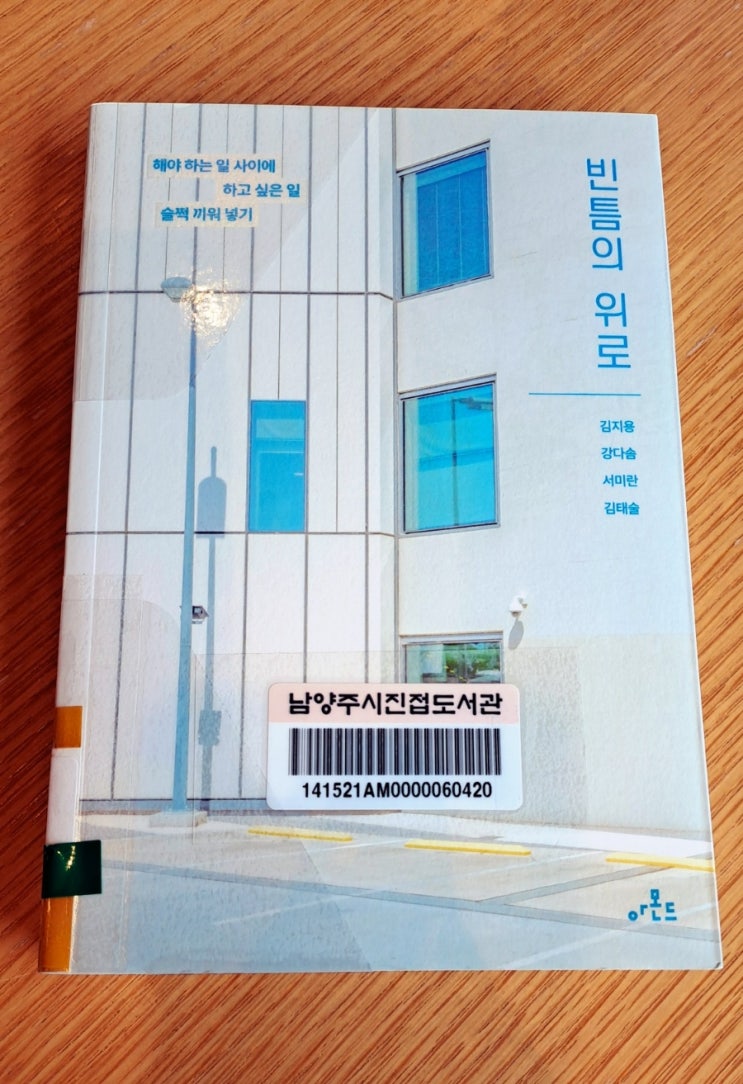 해야 하는 일 사이에
하고 싶은 일
슬쩍 끼워 넣기
빈틈의 위로
김지용
강다솜
서미란
김태술
남양주시진접도서관
141521AM0000060420
아몬드